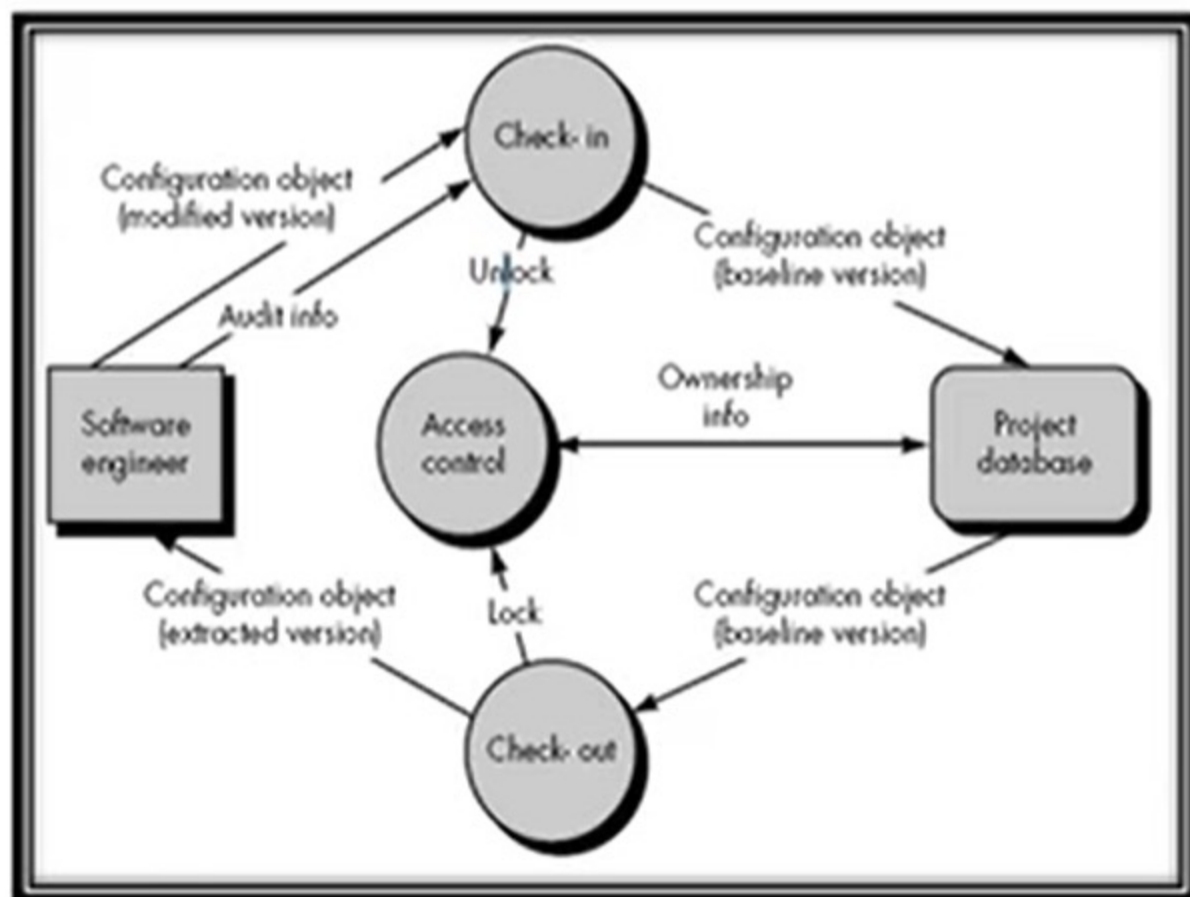 Check- in
Configuration object
(modified version)
Configuration object
(baseline version)
Unlock
Audit info
Ownership
info
Software
engineer
Access
control
Project
database
Configuration object
(extracted version)
Lock
Configuration object
(baseline version)
Check- out